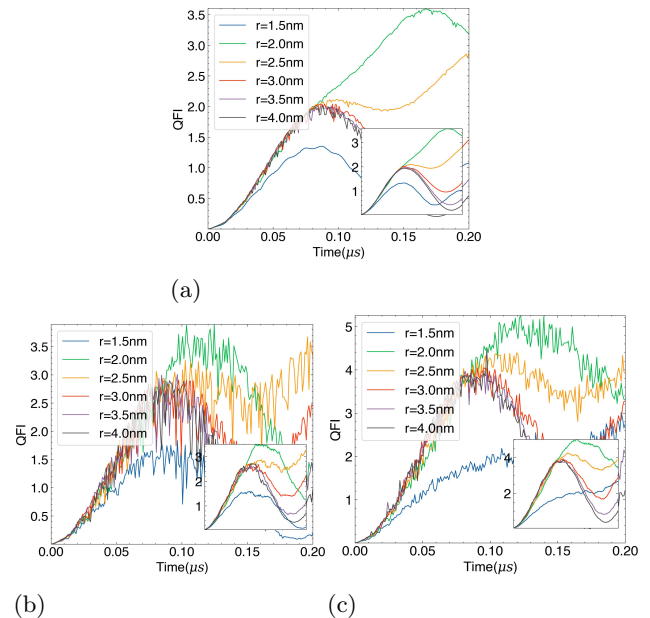 3.5
3.0
2.5
2.0
1.5
1.0
0.5
QFI
r=1.5nm
r=2.0nm
r=2.5nm
r=3.0nm
r=3.5nm
r=4.0nm
2
1
0.00 0.05 0.10 0.15 0.20
Time(μs)
(a)
3.5
3.0
2.5
2.0
1.5
1.0
0.5
QFI
r=1.5nm
r=2.0nm
r=2.5nm
r=3.0nm
r=3.5nm
r=4.0nm
3
2
1
0.00 0.05 0.10 0.15 0.20
Time(μs)
(b)
5
4
3
2
1
QFI
r=1.5nm
r=2.0nm
r=2.5nm
r=3.0nm
r=3.5nm
r=4.0nm
4
2
0.05 0.10 0.15 0.20
Time(μs)
(c)